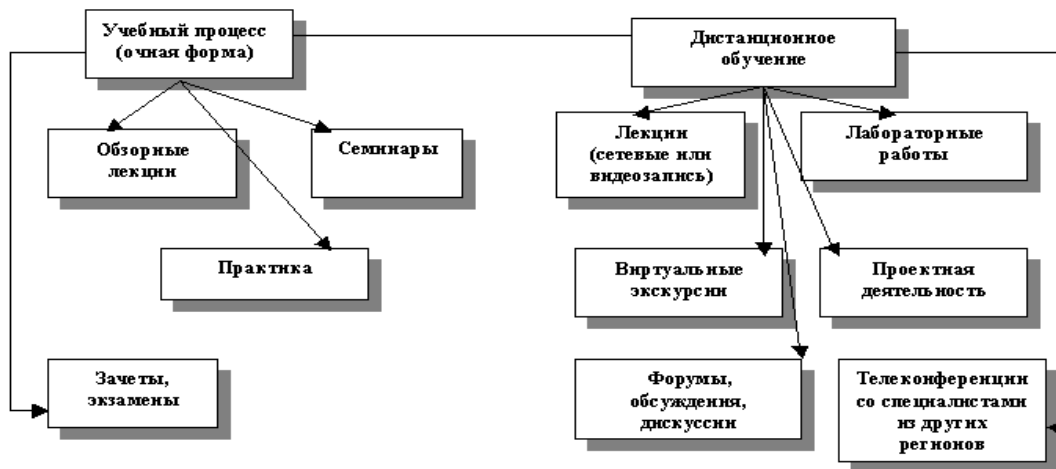 Учебный процесс
(очная форма)
Дистанционное
обучение
Обзорные
лекции
Семинары
Лекции
(сетевые или
видеозапись)
Лабораторные
работы
Практика
Виртуальные
экскурсии
Проектная
деятельность
Зачеты,
экзамены
Форумы,
обсуждения,
дискуссии
Телеконференции
со специалистами
из других
регионов